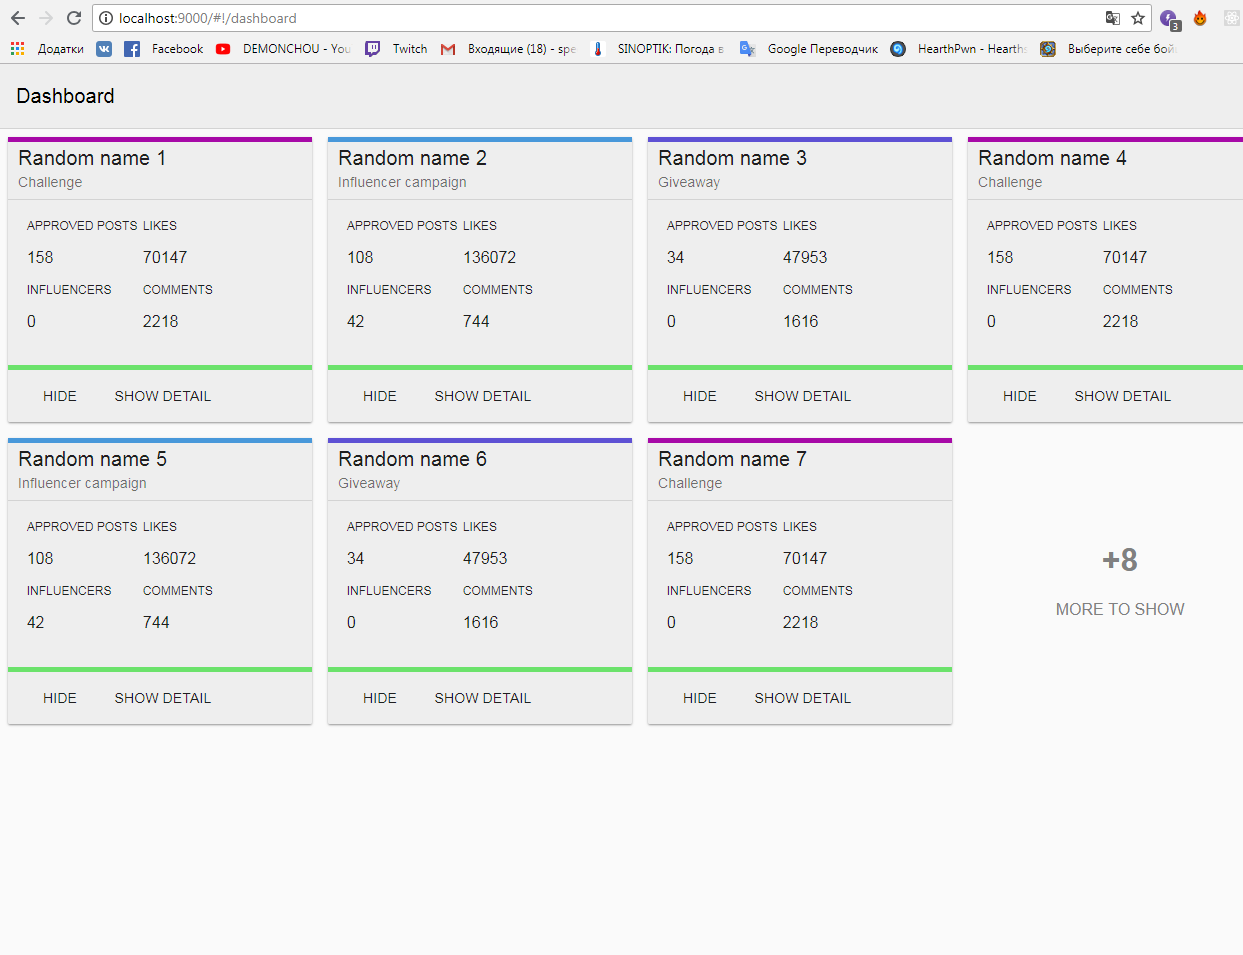 localhost:9000/#!/dashboard
3
Додатки Facebook DEMONCHOU - You Twitch Входящие (18) - spe SINOPTIK: Погода в Google Переводчик HearthPwn - Hearths Выберите себе бой
Dashboard
Random name 1
Challenge
APPROVED POSTS LIKES
158 70147
INFLUENCERS COMMENTS
0 2218
HIDE SHOW DETAIL
Random name 2
Influencer campaign
APPROVED POSTS LIKES
108 136072
INFLUENCERS COMMENTS
42 744
HIDE SHOW DETAIL
Random name 3
Giveaway
APPROVED POSTS LIKES
34 47953
INFLUENCERS COMMENTS
0 1616
HIDE SHOW DETAIL
Random name 4
Challenge
APPROVED POSTS LIKES
158 70147
INFLUENCERS COMMENTS
0 2218
HIDE SHOW DETAIL
Random name 5
Influencer campaign
APPROVED POSTS LIKES
108 136072
INFLUENCERS COMMENTS
42 744
HIDE SHOW DETAIL
Random name 6
Giveaway
APPROVED POSTS LIKES
34 47953
INFLUENCERS COMMENTS
0 1616
HIDE SHOW DETAIL
Random name 7
Challenge
APPROVED POSTS LIKES
158 70147
INFLUENCERS COMMENTS
0 2218
HIDE SHOW DETAIL
+8
MORE TO SHOW